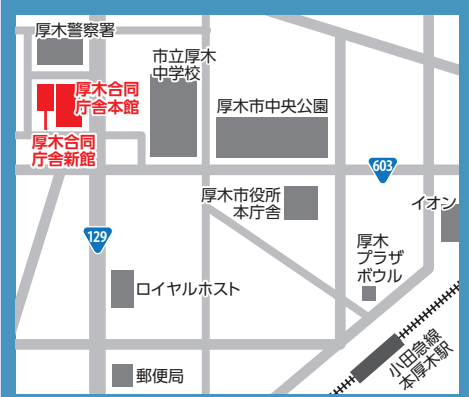 厚木警察署
市立厚木
中学校
厚木合同
庁舎本館
厚木市中央公園
厚木合同
庁舎新館
603
厚木市役所
本庁舎
イオン
129
厚木
プラザ
ボウル
ロイヤルホスト
小田急線
本厚木駅
郵便局